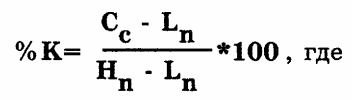 %K= C_c - L_n / H_n - L_n *100 , где